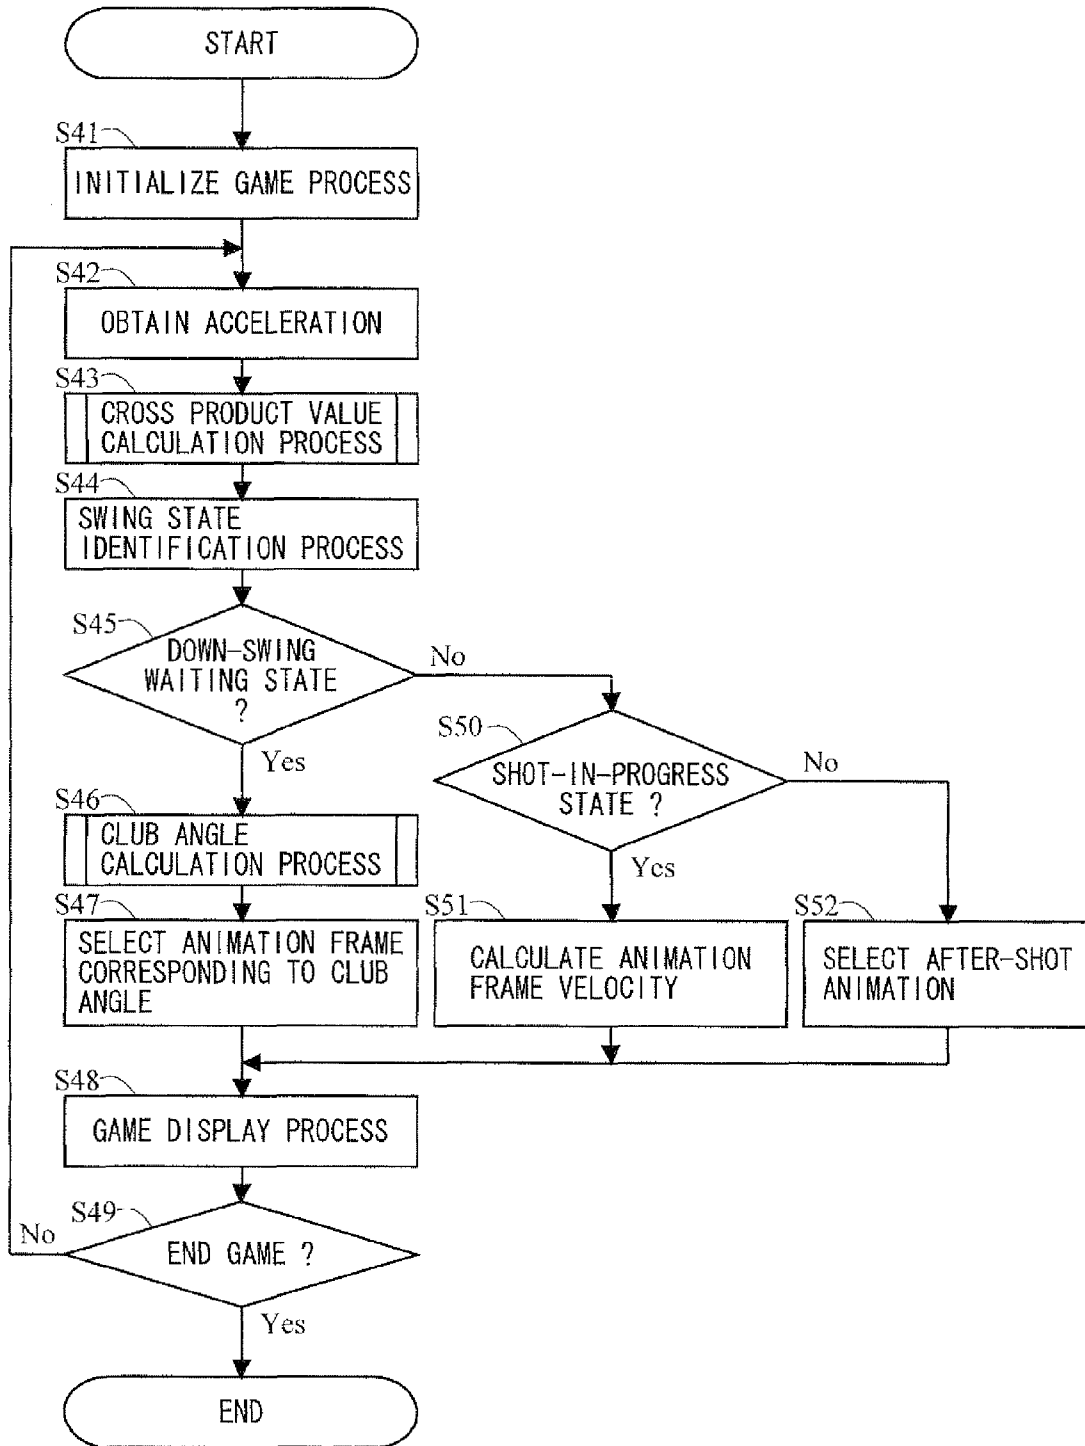 START
S41
INITIALIZE GAME PROCESS
S42
OBTAIN ACCELERATION
S43
CROSS PRODUCT VALUE
CALCULATION PROCESS
S44
SWING STATE
IDENTIFICATION PROCESS
S45
DOWN-SWING
WAITING STATE
?
No
Yes
S50
SHOT-IN-PROGRESS
STATE ?
No
Yes
S46
CLUB ANGLE
CALCULATION PROCESS
S47
SELECT ANIMATION FRAME
CORRESPONDING TO CLUB
ANGLE
S51
CALCULATE ANIMATION
FRAME VELOCITY
S52
SELECT AFTER-SHOT
ANIMATION
S48
GAME DISPLAY PROCESS
S49
END GAME ?
No
Yes
END